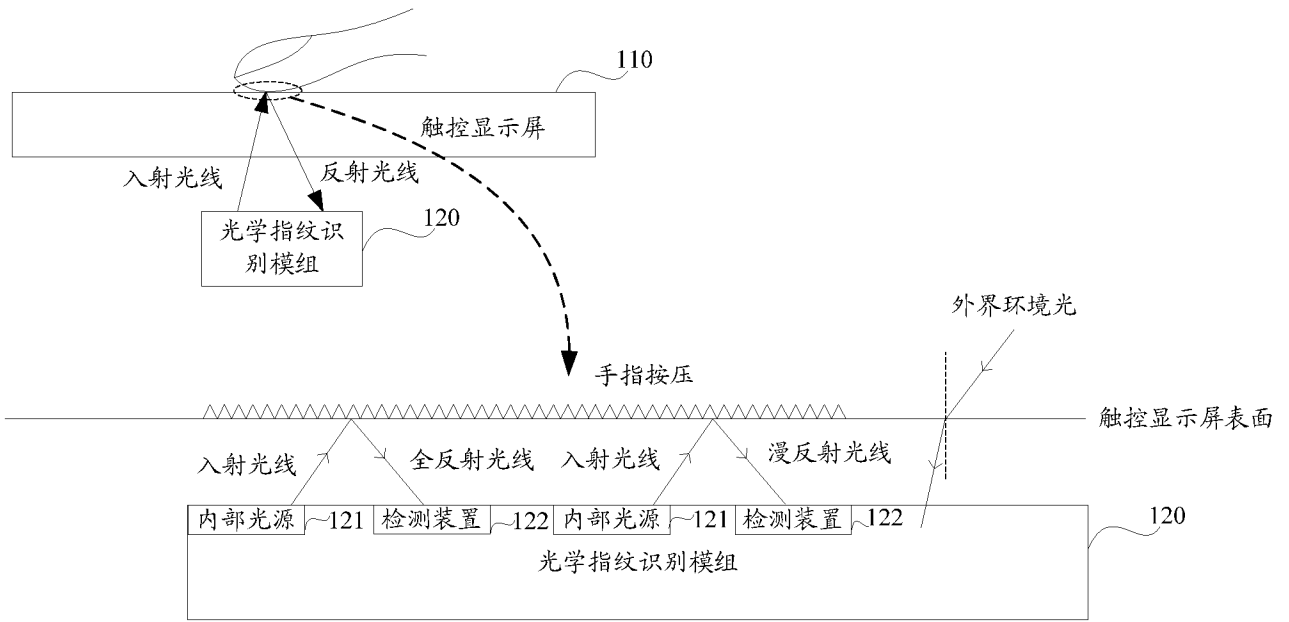 110
触控显示屏
入射光线
反射光线
120
光学指纹识
别模组
外界环境光
手指按压
触控显示屏表面
入射光线
全反射光线
入射光线
漫反射光线
内部光源
121
检测装置
122
内部光源
121
检测装置
122
120
光学指纹识别模组